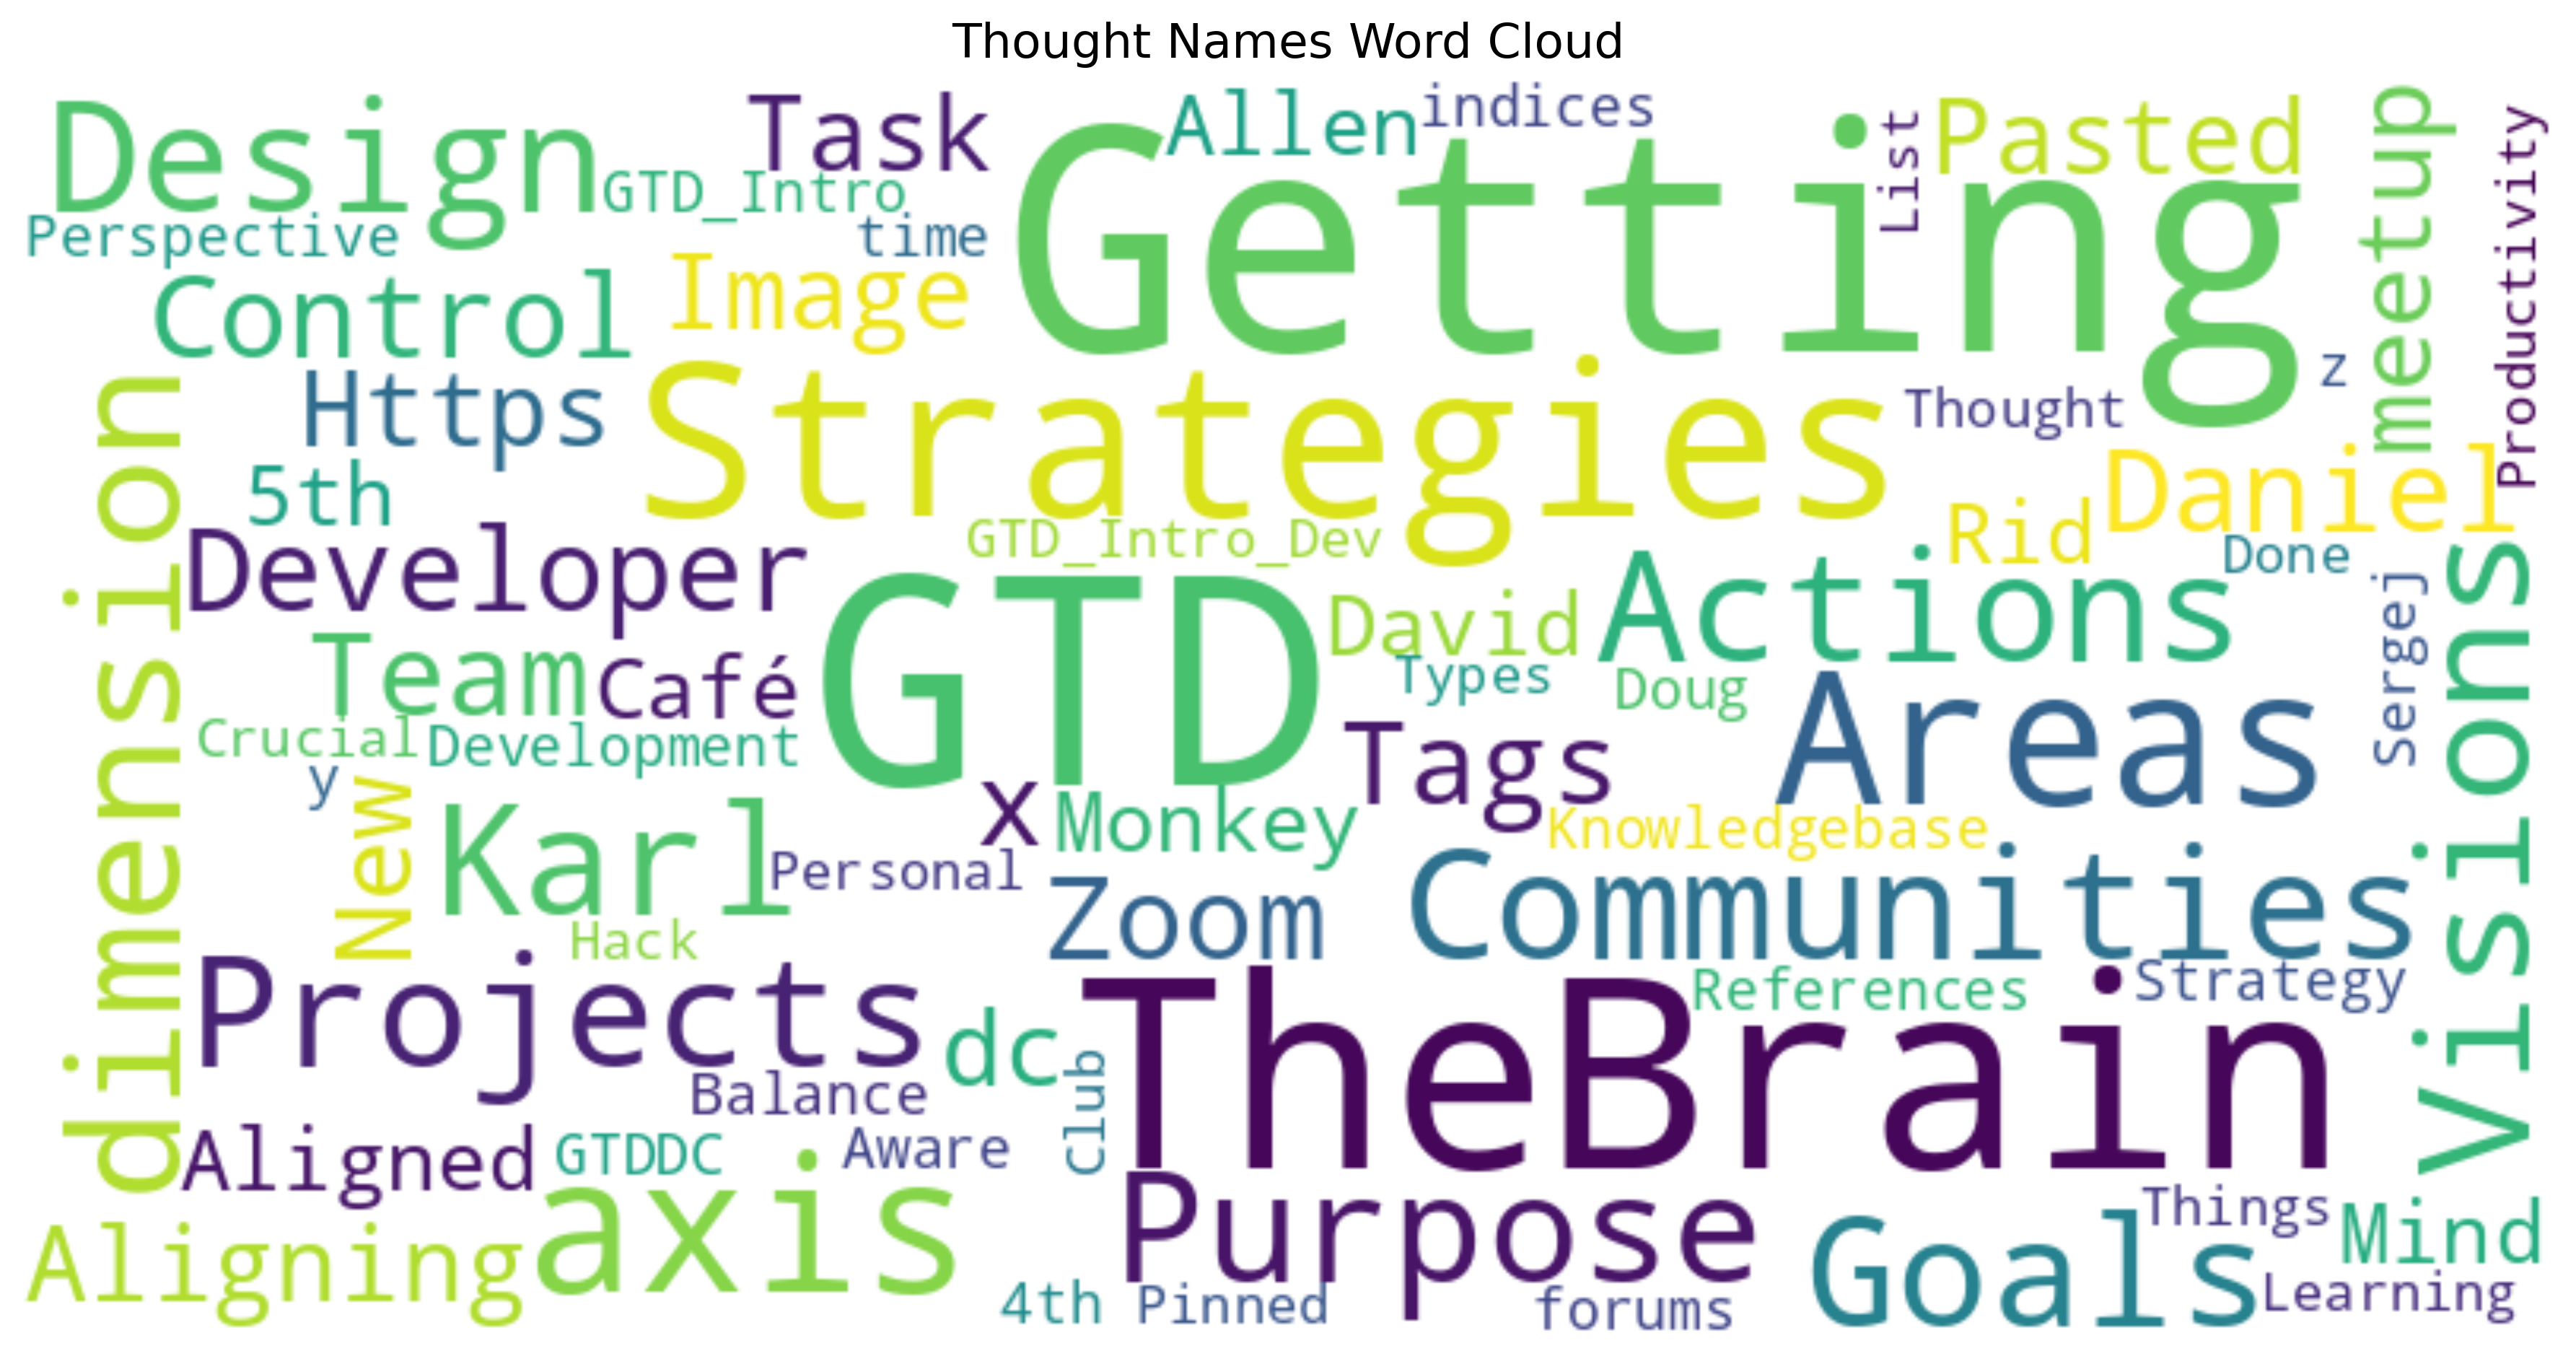 Thought Names Word Cloud
Design
Task
Allen
indices
List
Pasted
meetup
Productivity
GTD_Intro
Getting
Perspective
time
Control
Image
Https
Strategies
z
Thought
dimension
5th
Daniel
Rid
GTD_Intro_Dev
Done
Developer
GTD
David
Actions
Sergej
Visions
Team
Café
Types
Doug
Areas
Crucial
Development
Tags
y
New
Karl
x
Monkey
Knowledgebase
Personal
Zoom
Communities
Hack
Projects
dc
References
Strategy
TheBrain
Balance
Club
Aligned
GTDDC
Aware
Purpose
Things
Mind
Aligning
axis
Goals
4th
Pinned
forums
Learning